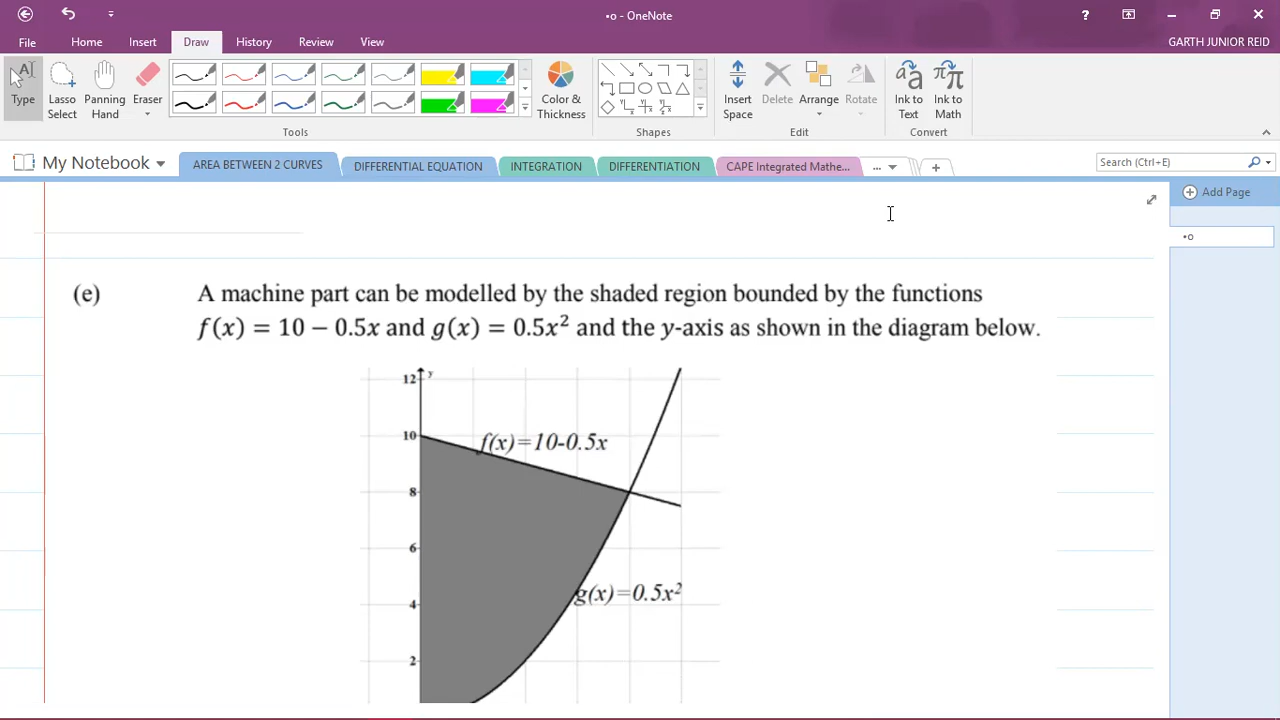 •o - OneNote
?
File
Home
Insert
Draw
History
Review
View
GARTH JUNIOR REID
Type
Lasso
Select
Panning
Hand
Eraser
Color &
Thickness
Insert
Space
Delete
Arrange
Rotate
Ink to
Text
Ink to
Math
Tools
Shapes
Edit
Convert
My Notebook
AREA BETWEEN 2 CURVES
DIFFERENTIAL EQUATION
INTEGRATION
DIFFERENTIATION
CAPE Integrated Mathe...
...
Search (Ctrl+E)
Add Page
•o
(e) A machine part can be modelled by the shaded region bounded by the functions
f(x) = 10 − 0.5x and g(x) = 0.5x² and the y-axis as shown in the diagram below.
12
y
10
f(x)=10-0.5x
8
6
g(x)=0.5x²
4
2